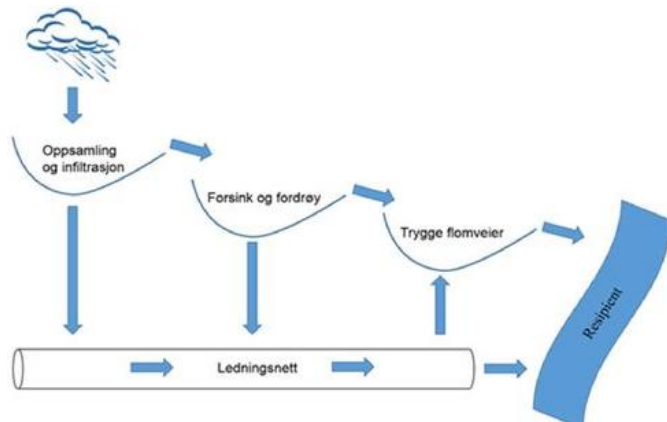 Oppsamling
og infiltrasjon
Forsink og fordrøy
Trygge flomveier
Resipient
Ledningsnett